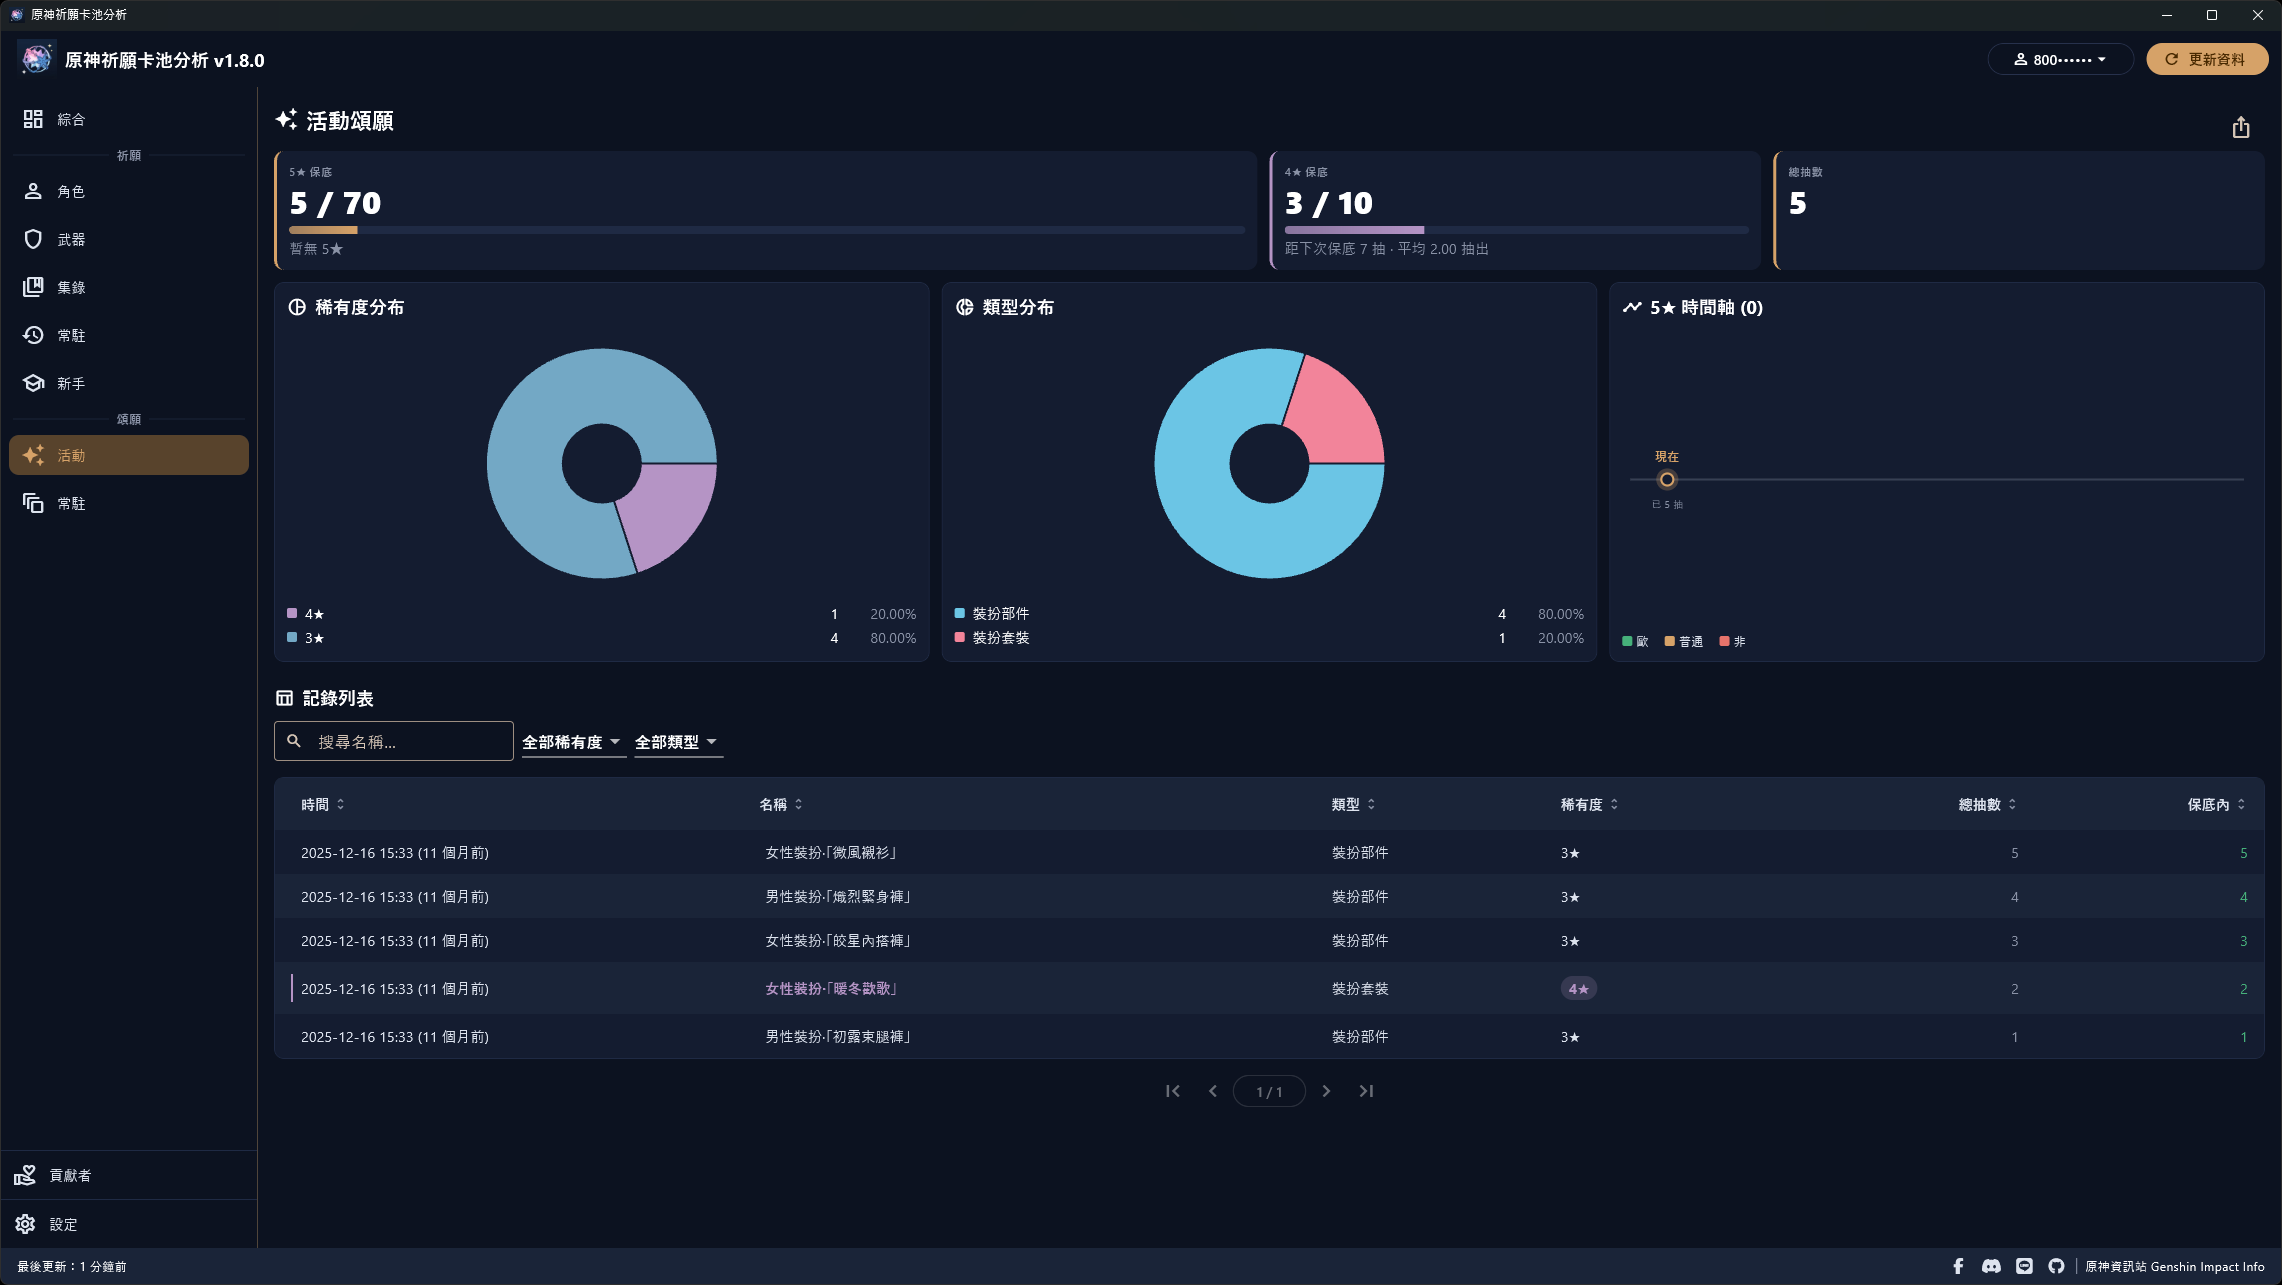 原神祈願卡池分析
原神祈願卡池分析 v1.8.0
800••••••
更新資料
綜合
祈願
角色
武器
集錄
常駐
新手
頌願
活動
常駐
貢獻者
設定
活動頌願
5★ 保底
5 / 70
暫無 5★
4★ 保底
3 / 10
距下次保底 7 抽 · 平均 2.00 抽出
總抽數
5
稀有度分布
4★ 1 20.00%
3★ 4 80.00%
類型分布
裝扮部件 4 80.00%
裝扮套裝 1 20.00%
5★ 時間軸 (0)
現在
已 5 抽
歐 普通 非
記錄列表
搜尋名稱... 全部稀有度 全部類型
時間 名稱 類型 稀有度 總抽數 保底內
2025-12-16 15:33 (11 個月前) 女性裝扮·「微風襯衫」 裝扮部件 3★ 5 5
2025-12-16 15:33 (11 個月前) 男性裝扮·「熾烈緊身褲」 裝扮部件 3★ 4 4
2025-12-16 15:33 (11 個月前) 女性裝扮·「皎星內搭褲」 裝扮部件 3★ 3 3
2025-12-16 15:33 (11 個月前) 女性裝扮·「暖冬歡歌」 裝扮套裝 4★ 2 2
2025-12-16 15:33 (11 個月前) 男性裝扮·「初露束腿褲」 裝扮部件 3★ 1 1
1 / 1
最後更新：1 分鐘前
原神資訊站 Genshin Impact Info